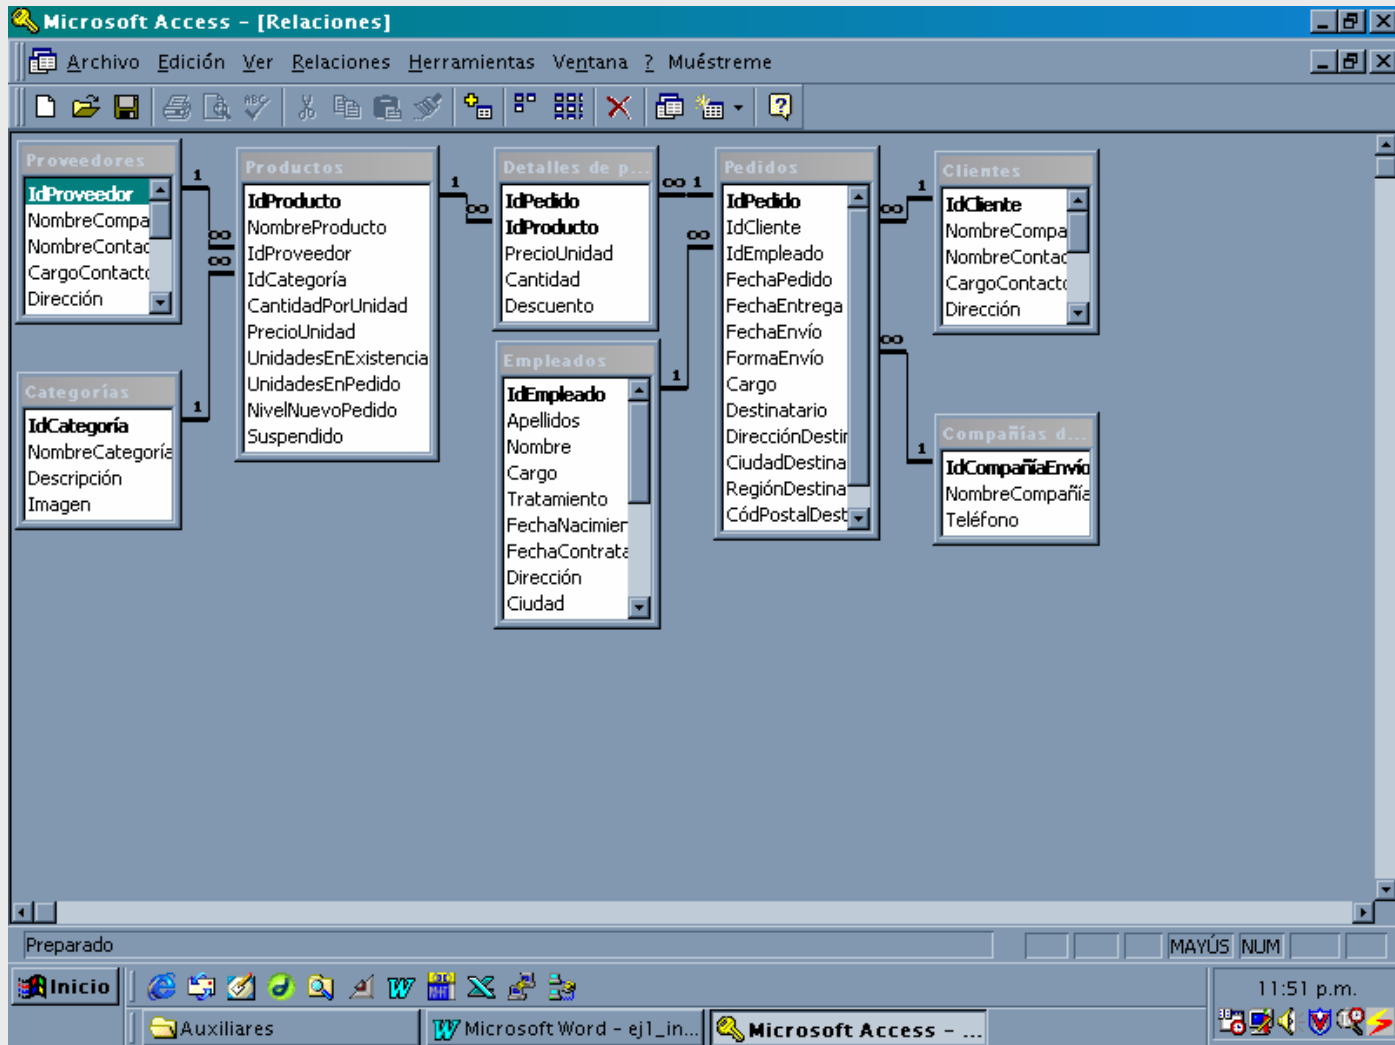 Microsoft Access - [Relaciones]
Archivo Edición Ver Relaciones Herramientas Ventana ? Muéstreme
Proveedores
IdProveedor
NombreCompa
NombreContac
CargoContacto
Dirección
1
∞
∞
Categorías
IdCategoría
NombreCategoría
Descripción
Imagen
1
Productos
IdProducto
NombreProducto
IdProveedor
IdCategoría
CantidadPorUnidad
PrecioUnidad
UnidadesEnExistencia
UnidadesEnPedido
NivelNuevoPedido
Suspendido
1
∞
Detalles de p...
IdPedido
IdProducto
PrecioUnidad
Cantidad
Descuento
∞ 1
∞
Empleados
IdEmpleado
Apellidos
Nombre
Cargo
Tratamiento
FechaNacimien
FechaContrata
Dirección
Ciudad
1
Pedidos
IdPedido
IdCliente
IdEmpleado
FechaPedido
FechaEntrega
FechaEnvío
FormaEnvío
Cargo
Destinatario
DirecciónDestir
CiudadDestina
RegiónDestina
CódPostalDest
∞ 1
∞
1
Clientes
IdCliente
NombreCompa
NombreContac
CargoContacto
Dirección
Compañías d...
IdCompañíaEnvío
NombreCompañía
Teléfono
Preparado
MAYÚS NUM
Inicio
11:51 p.m.
Auxiliares
Microsoft Word - ej1_in...
Microsoft Access - ...